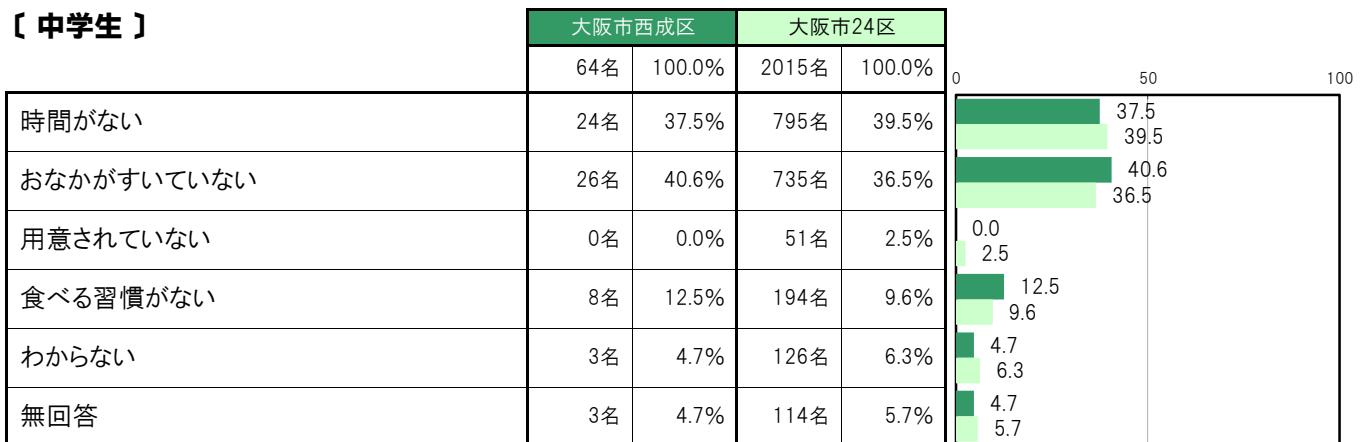 〔 中学生 〕
大阪市西成区 大阪市24区
64名 100.0% 2015名 100.0%
0 50 100
時間がない 24名 37.5% 795名 39.5%
37.5
39.5
おなかがすいていない 26名 40.6% 735名 36.5%
40.6
36.5
用意されていない 0名 0.0% 51名 2.5%
0.0
2.5
食べる習慣がない 8名 12.5% 194名 9.6%
12.5
9.6
わからない 3名 4.7% 126名 6.3%
4.7
6.3
無回答 3名 4.7% 114名 5.7%
4.7
5.7